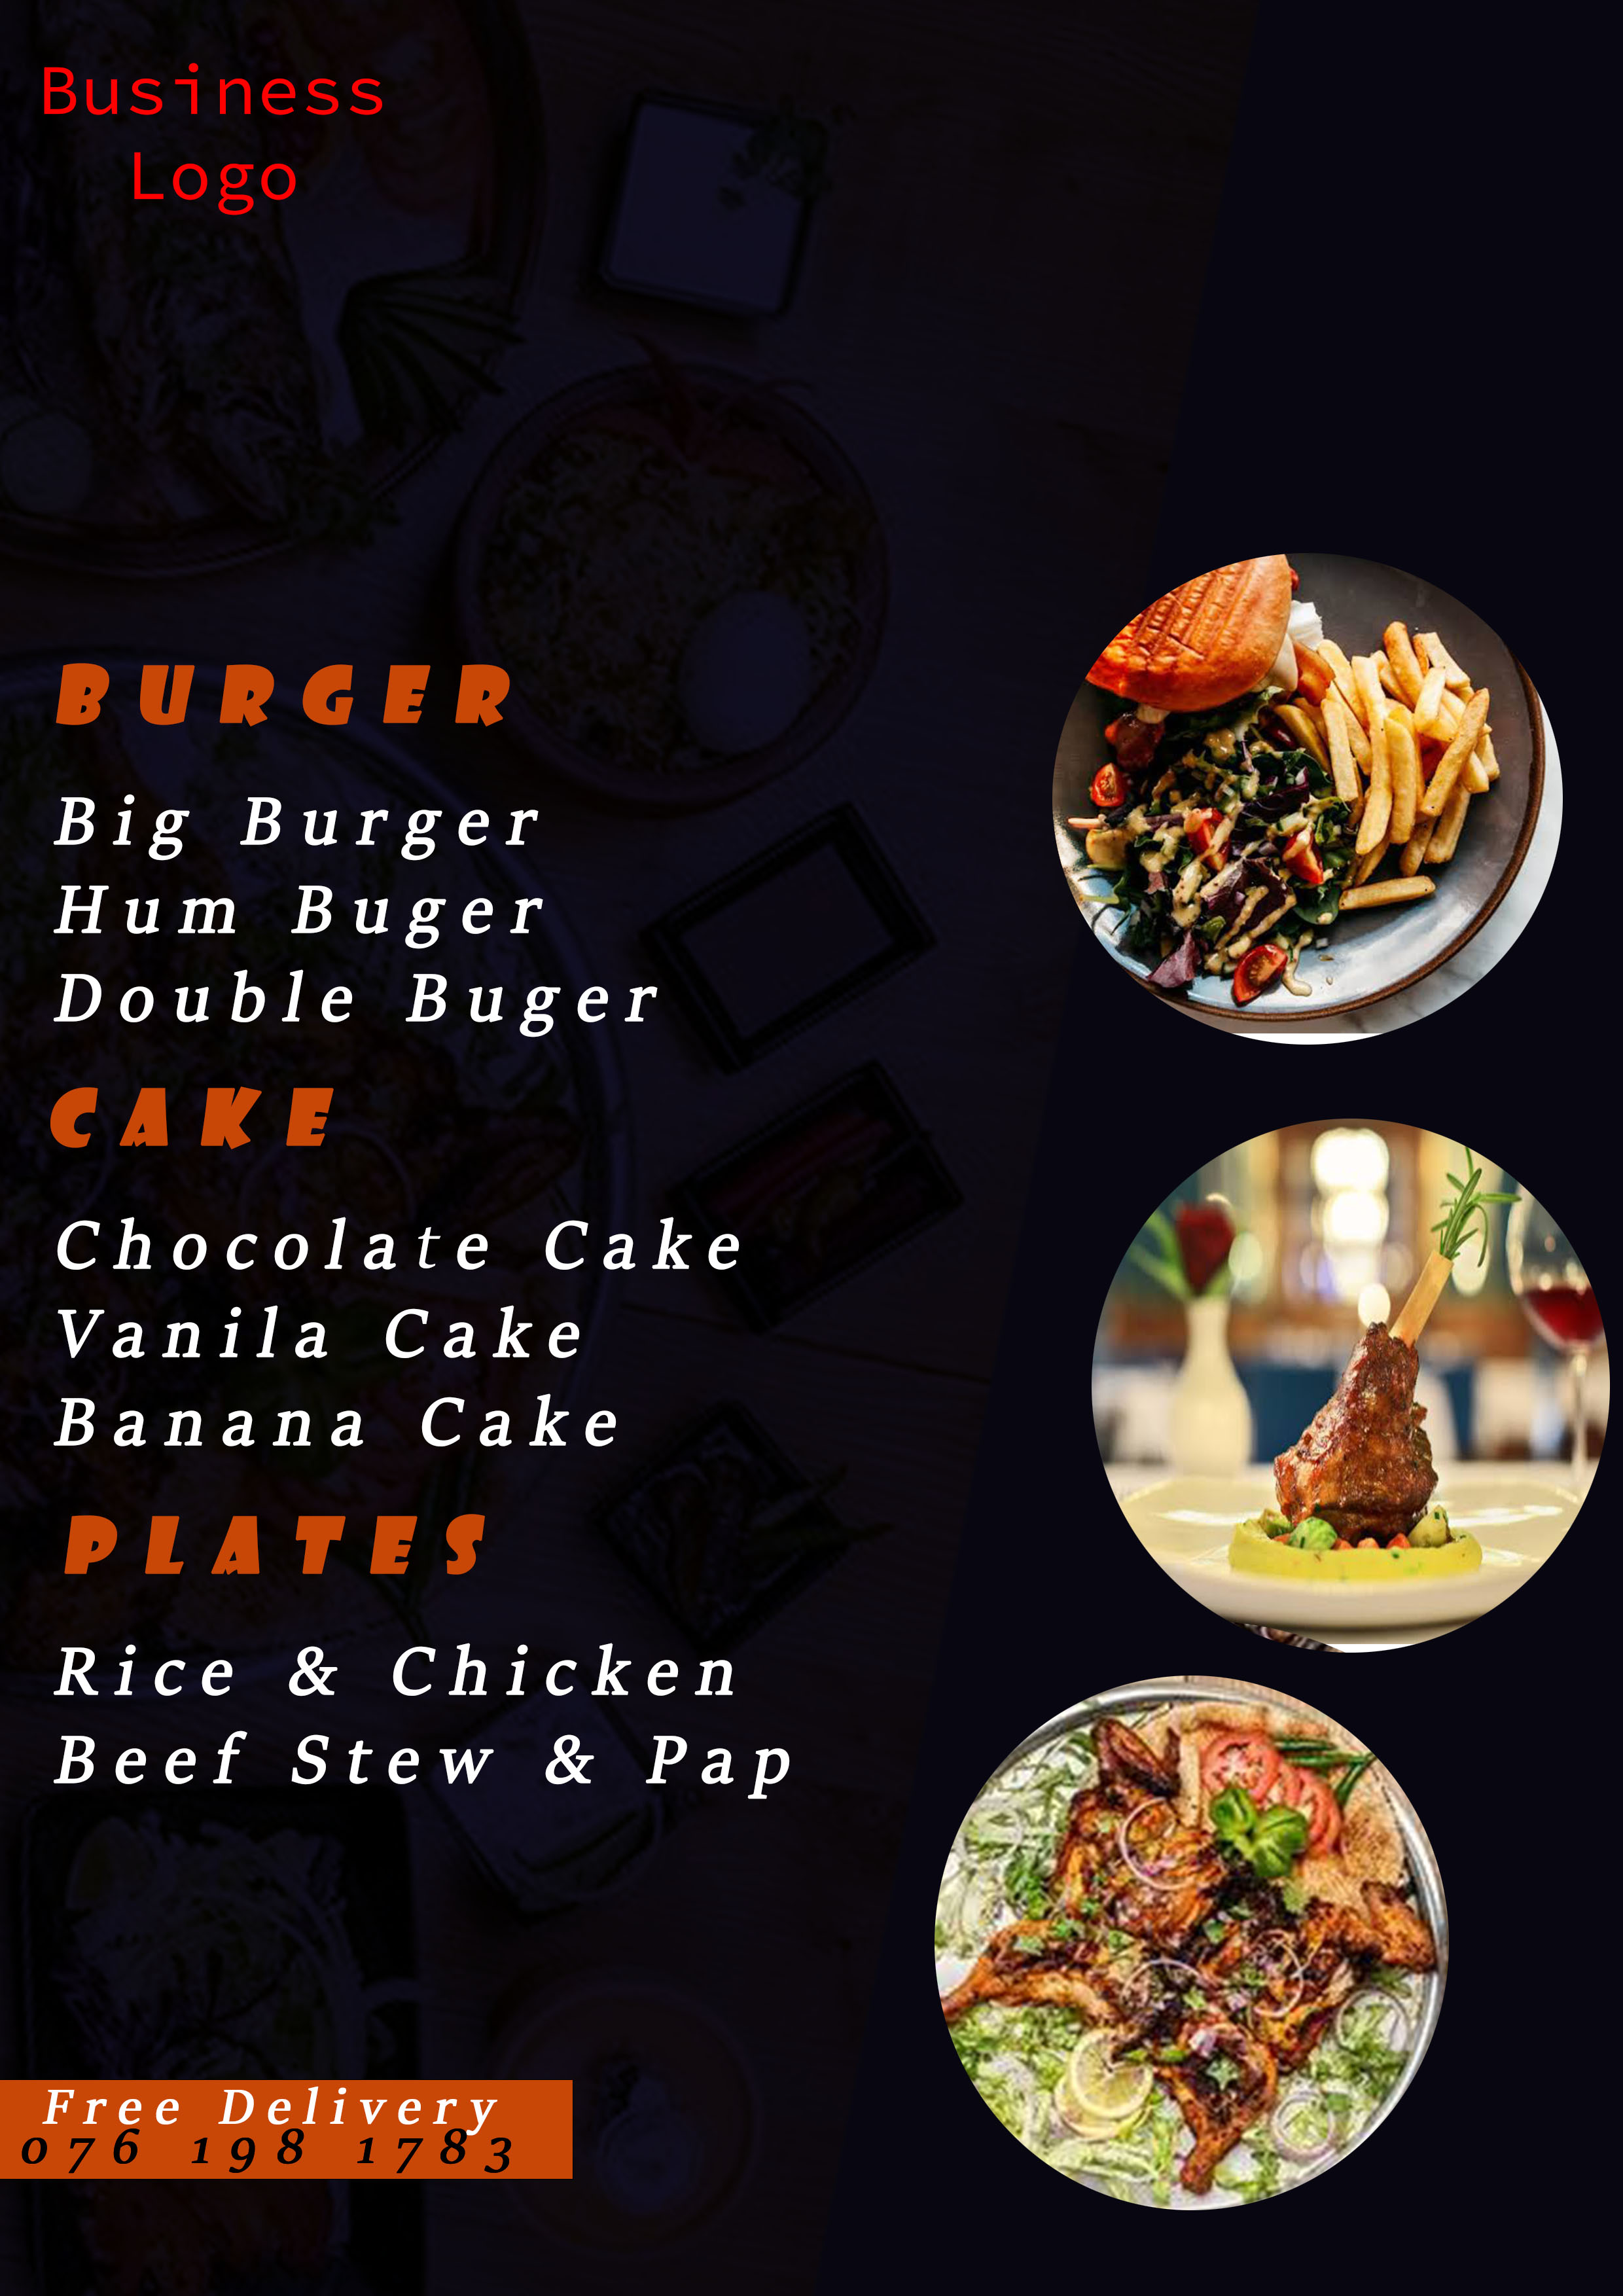 Business
Logo
BURGER
Big Burger
Hum Buger
Double Buger
CAKE
Chocolate Cake
Vanila Cake
Banana Cake
PLATES
Rice & Chicken
Beef Stew & Pap
Free Delivery
076 198 1783